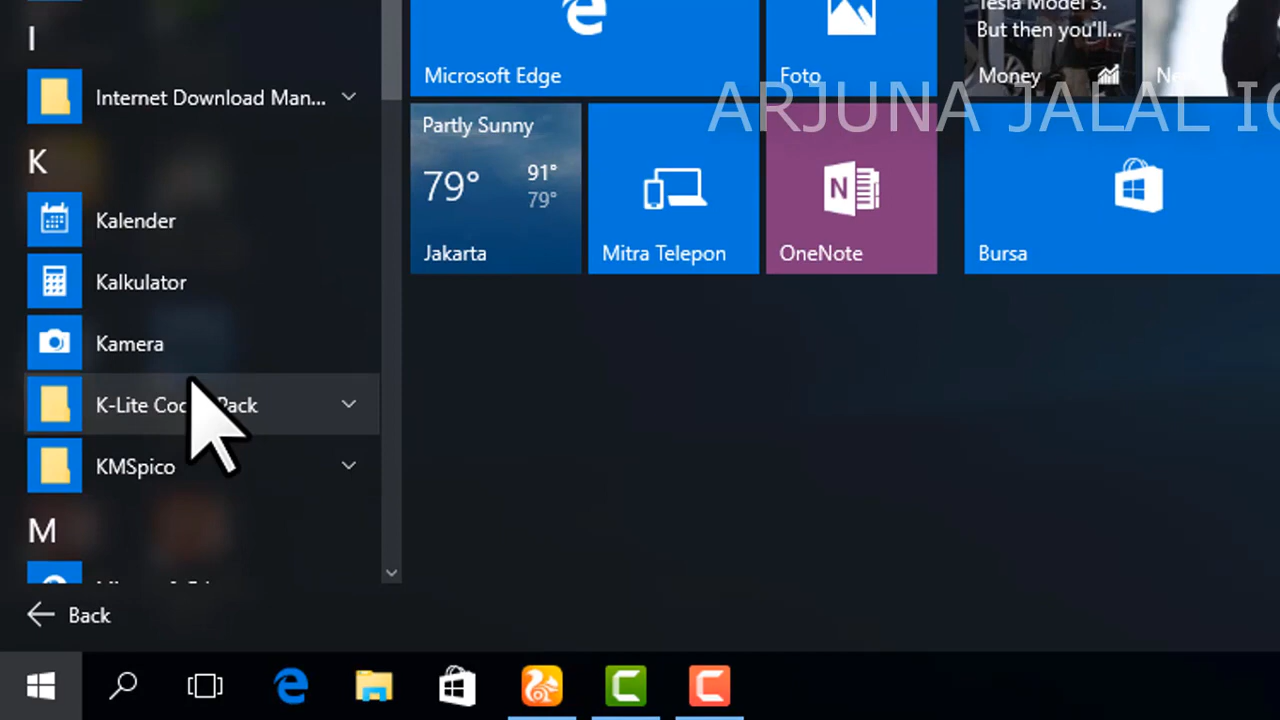 I
Internet Download Man...
K
Kalender
Kalkulator
Kamera
K-Lite Pack
KMSpico
M
Back
Microsoft Edge
Foto
Tesla Model 3.
But then you'll...
Money
ARJUNA JALAL
Partly Sunny
79°
91°
79°
Jakarta
Mitra Telepon
N
OneNote
Bursa